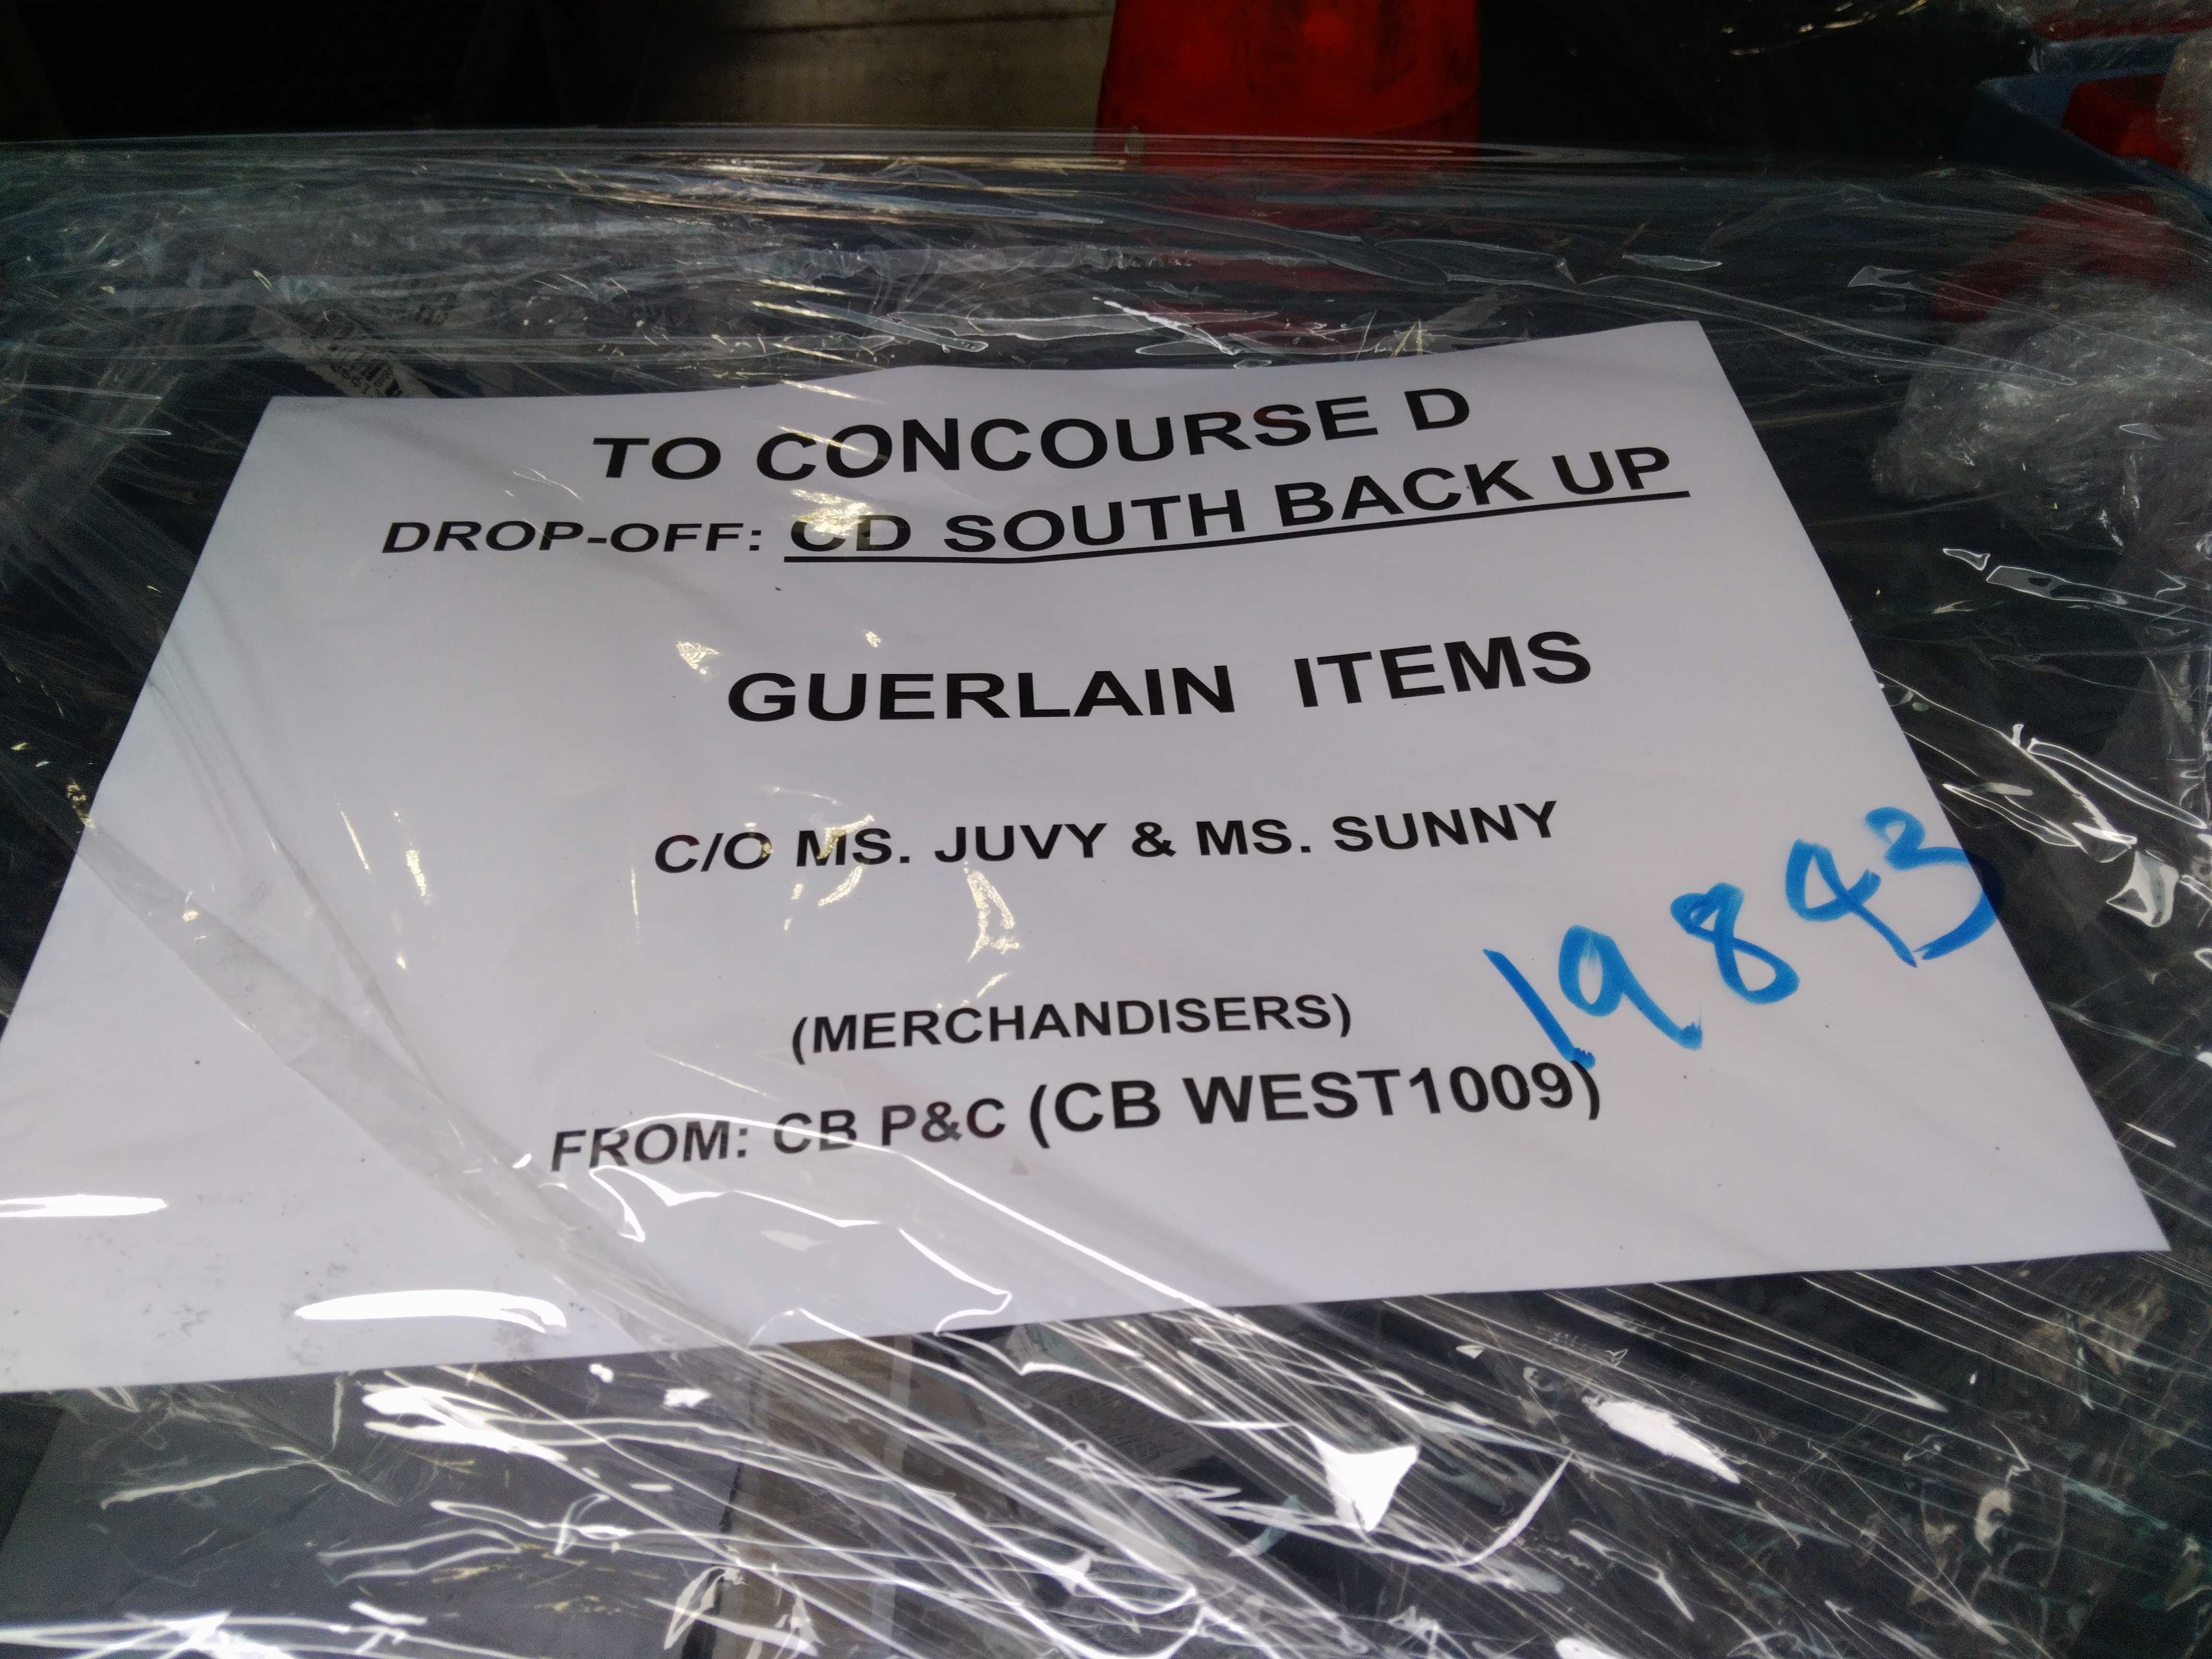 TO CONCOURSE D
DROP-OFF: CD SOUTH BACK UP
GUERLAIN ITEMS
C/O MS. JUVY & MS. SUNNY
19843
(MERCHANDISERS)
FROM: CB P&C (CB WEST1009)